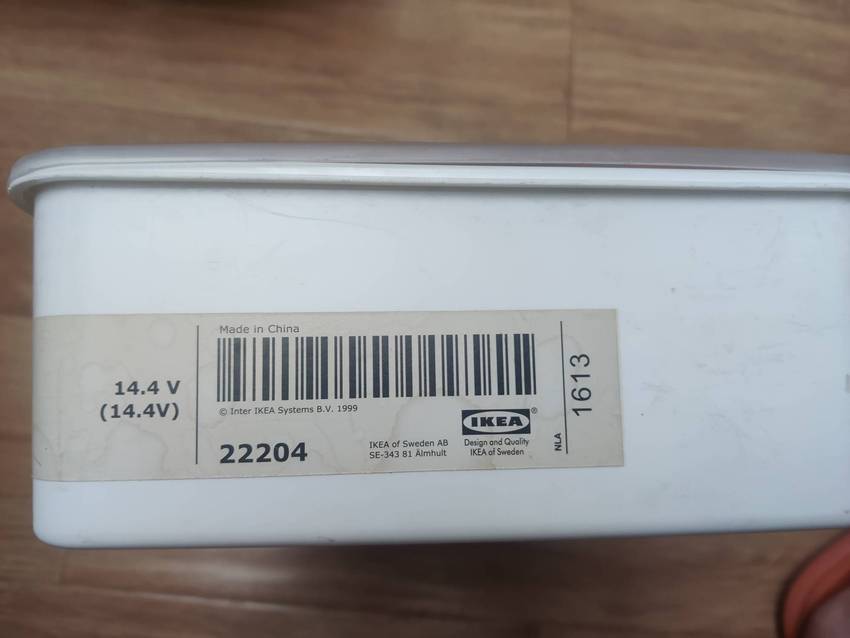 14.4 V
(14.4V)
Made in China
© Inter IKEA Systems B.V. 1999
22204
IKEA of Sweden AB
SE-343 81 Älmhult
IKEA®
Design and Quality
IKEA of Sweden
NLA
1613